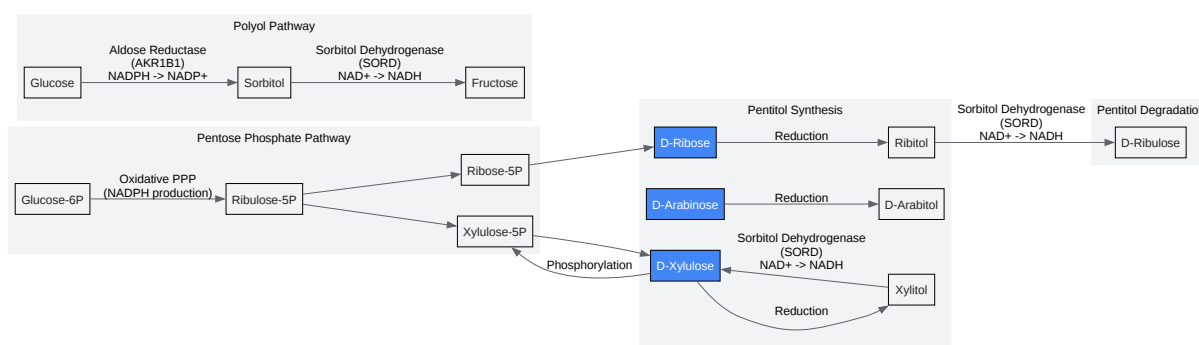 Polyol Pathway
Glucose
Aldose Reductase
(AKR1B1)
NADPH -> NADP+
Sorbitol
Sorbitol Dehydrogenase
(SORD)
NAD+ -> NADH
Fructose
Pentose Phosphate Pathway
Glucose-6P
Oxidative PPP
(NADPH production)
Ribulose-5P
Ribose-5P
Xylulose-5P
Phosphorylation
Pentitol Synthesis
D-Ribose
Reduction
Ribitol
D-Arabinose
Reduction
D-Arabitol
Sorbitol Dehydrogenase
(SORD)
NAD+ -> NADH
D-Xylulose
Xylitol
Reduction
Sorbitol Dehydrogenase
(SORD)
NAD+ -> NADH
Pentitol Degradatio
D-Ribulose